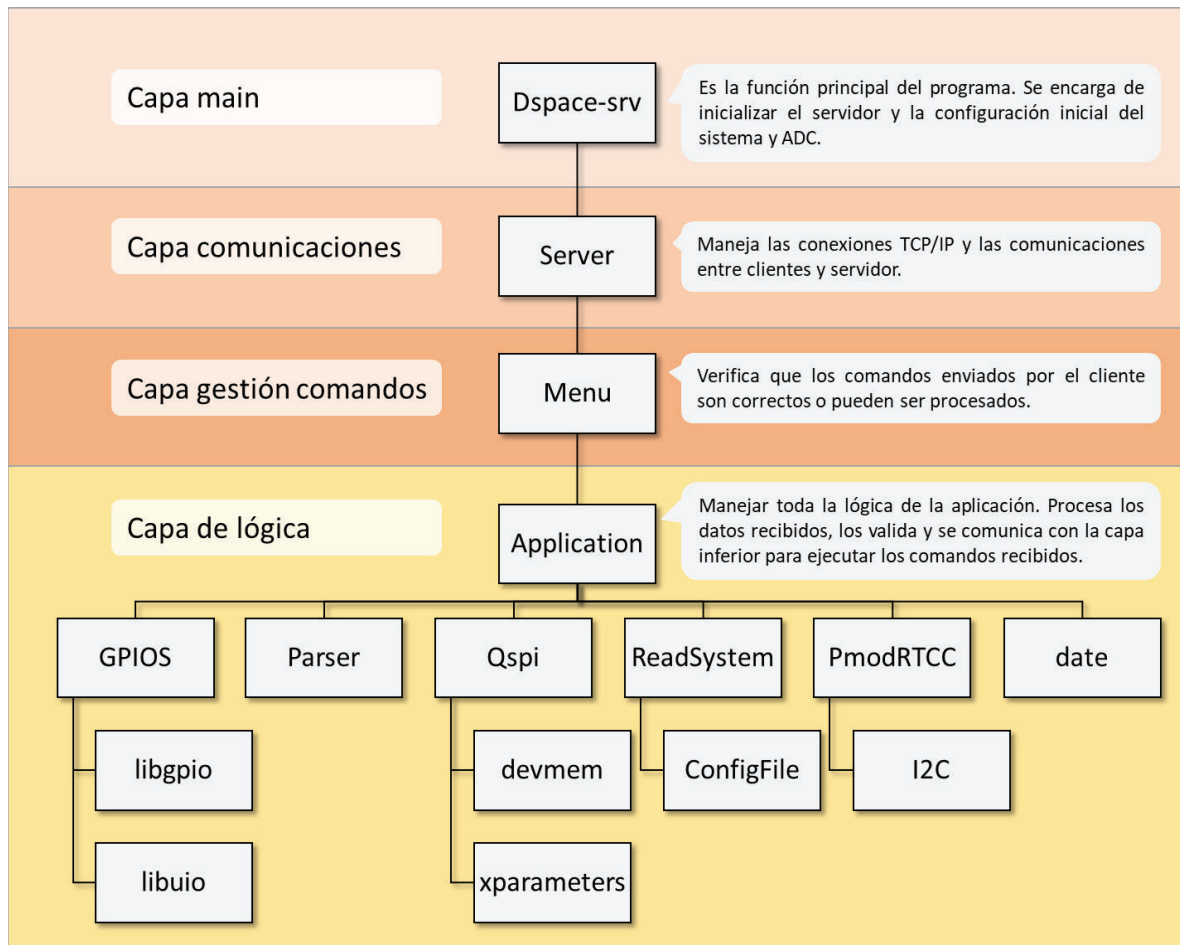 Capa main
Dspace-srv
Es la función principal del programa. Se encarga de
inicializar el servidor y la configuración inicial del
sistema y ADC.
Capa comunicaciones
Server
Maneja las conexiones TCP/IP y las comunicaciones
entre clientes y servidor.
Capa gestión comandos
Menu
Verifica que los comandos enviados por el cliente
son correctos o pueden ser procesados.
Capa de lógica
Application
Manejar toda la lógica de la aplicación. Procesa los
datos recibidos, los valida y se comunica con la capa
inferior para ejecutar los comandos recibidos.
GPIOS
Parser
Qspi
ReadSystem
PmodRTCC
date
libgpio
devmem
ConfigFile
I2C
libuio
xparameters